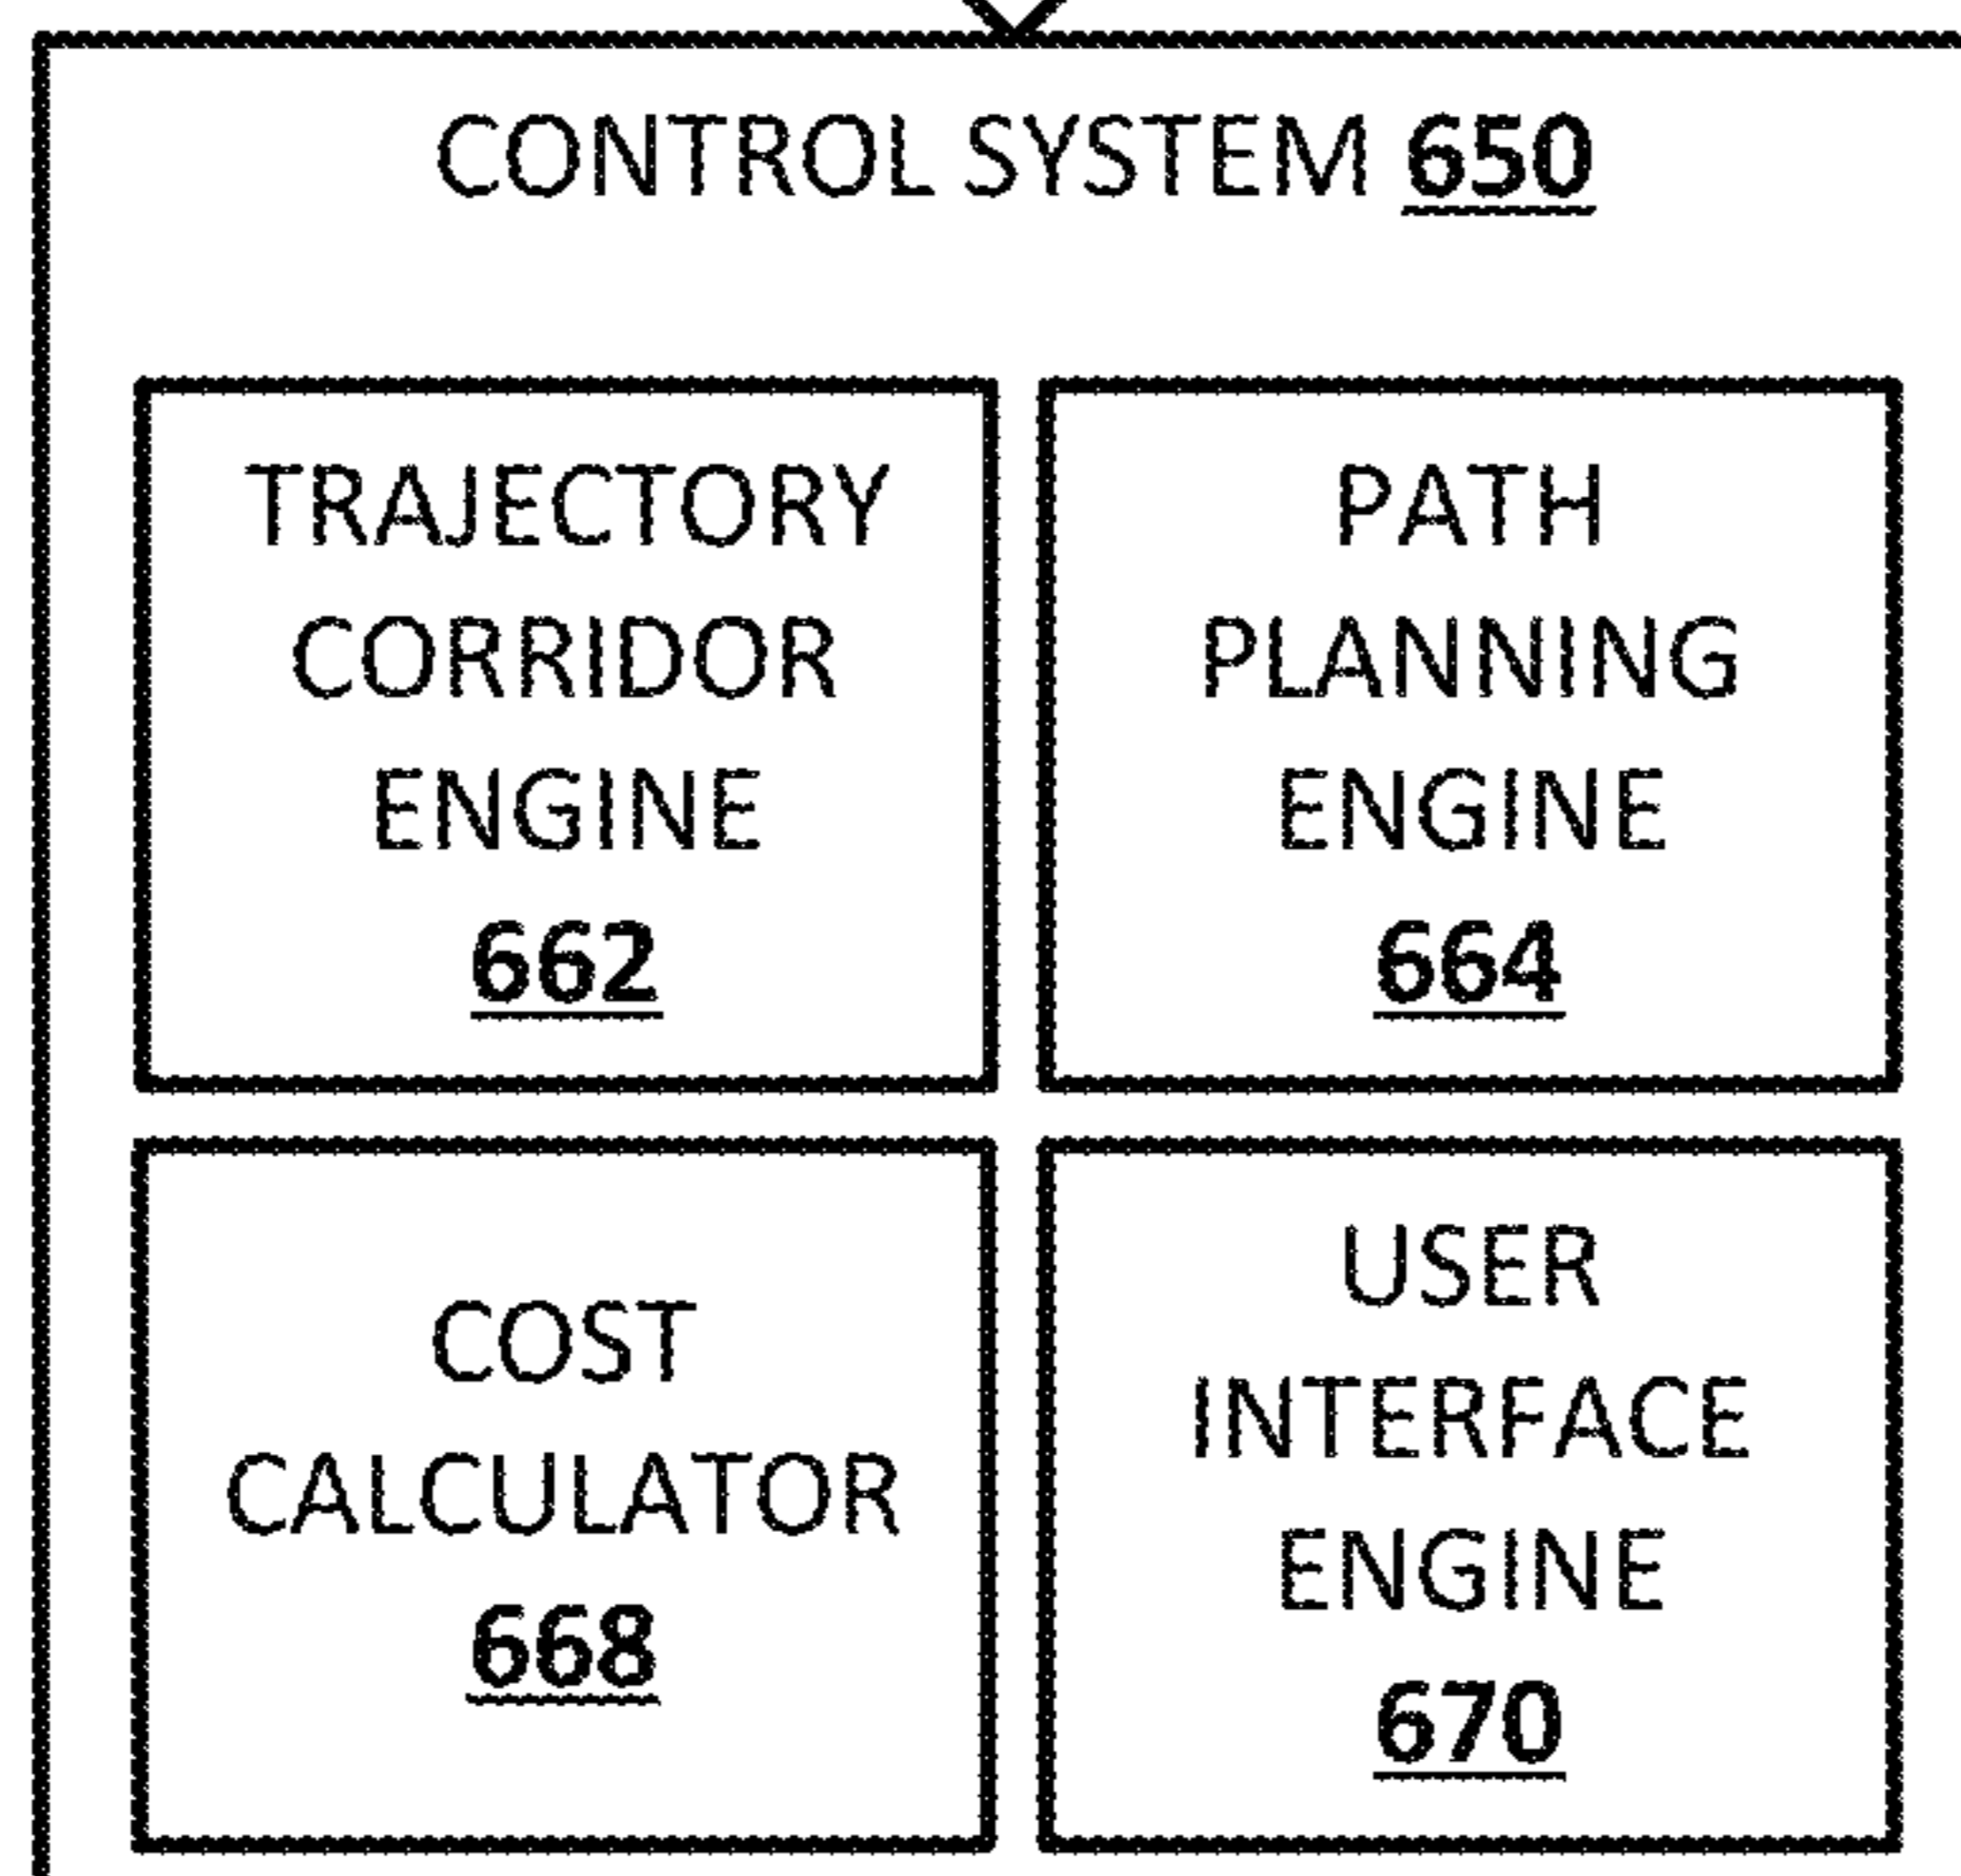 CONTROL SYSTEM 650
TRAJECTORY
CORRIDOR
ENGINE
662
PATH
PLANNING
ENGINE
664
COST
CALCULATOR
668
USER
INTERFACE
ENGINE
670